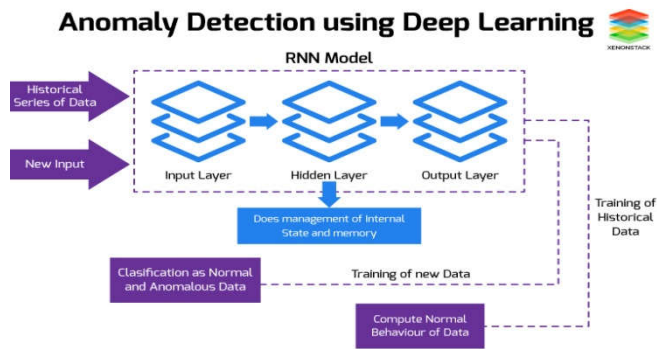 Anomaly Detection using Deep Learning
XENONSTACK
RNN Model
Historical
Series of Data
New Input
Input Layer
Hidden Layer
Output Layer
Does management of Internal
State and memory
Training of
Historical
Data
Clasification as Normal
and Anomalous Data
Training of new Data
Compute Normal
Behaviour of Data